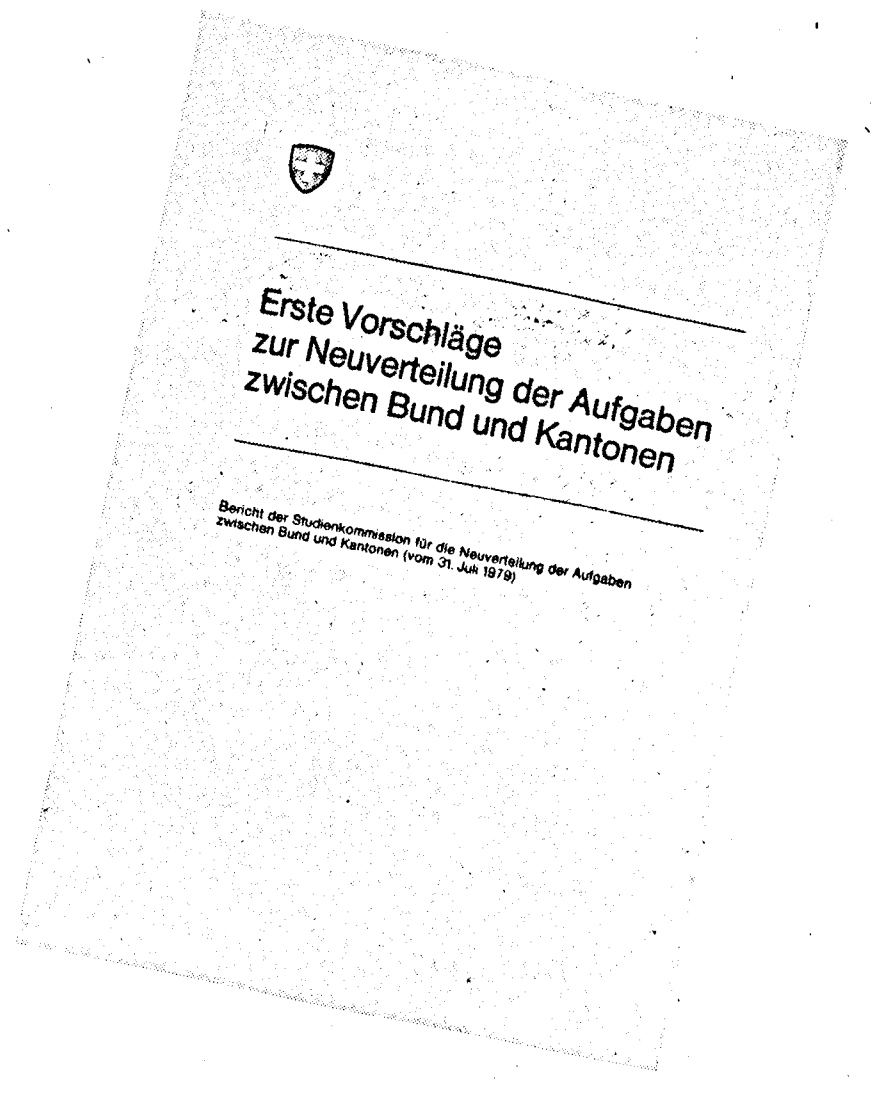 Erste Vorschläge
zur Neuverteilung der Aufgaben
zwischen Bund und Kantonen
Bericht der Studienkommission für die Neuverteilung der Aufgaben
zwischen Bund und Kantonen (vom 31. Juli 1979)